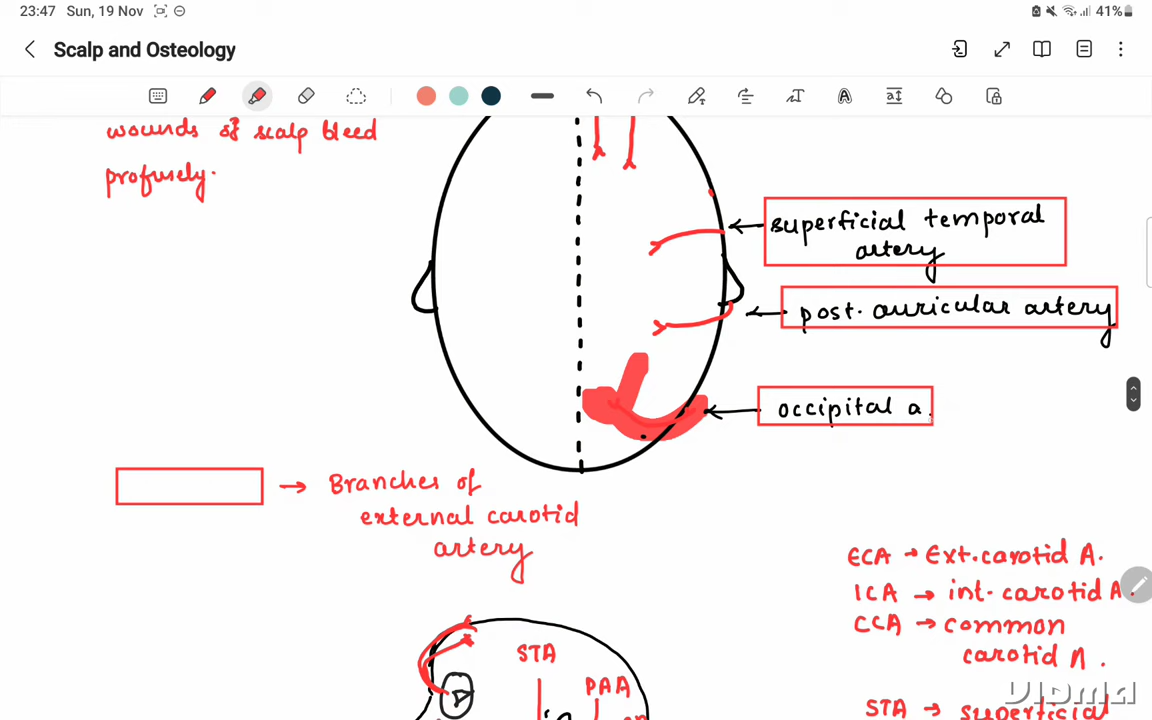 23:47 Sun, 19 Nov
41%
Scalp and Osteology
wounds of scalp bleed
profusely.
superficial temporal
artery
post. auricular artery
occipital a.
→ Branches of
external carotid
artery
ECA → Ext. carotid A.
ICA → int. carotid A.
CCA → common
carotid A.
STA
PAA
STA → superficial
VIDMA